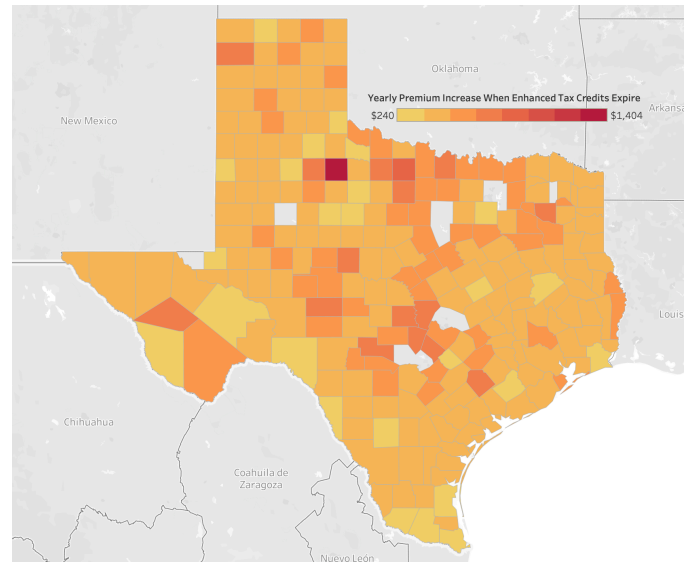 Oklahoma
Yearly Premium Increase When Enhanced Tax Credits Expire
$240 $1,404
Arkansa
New Mexico
Louis
Chihuahua
Coahuila de
Zaragoza
Nuevo León